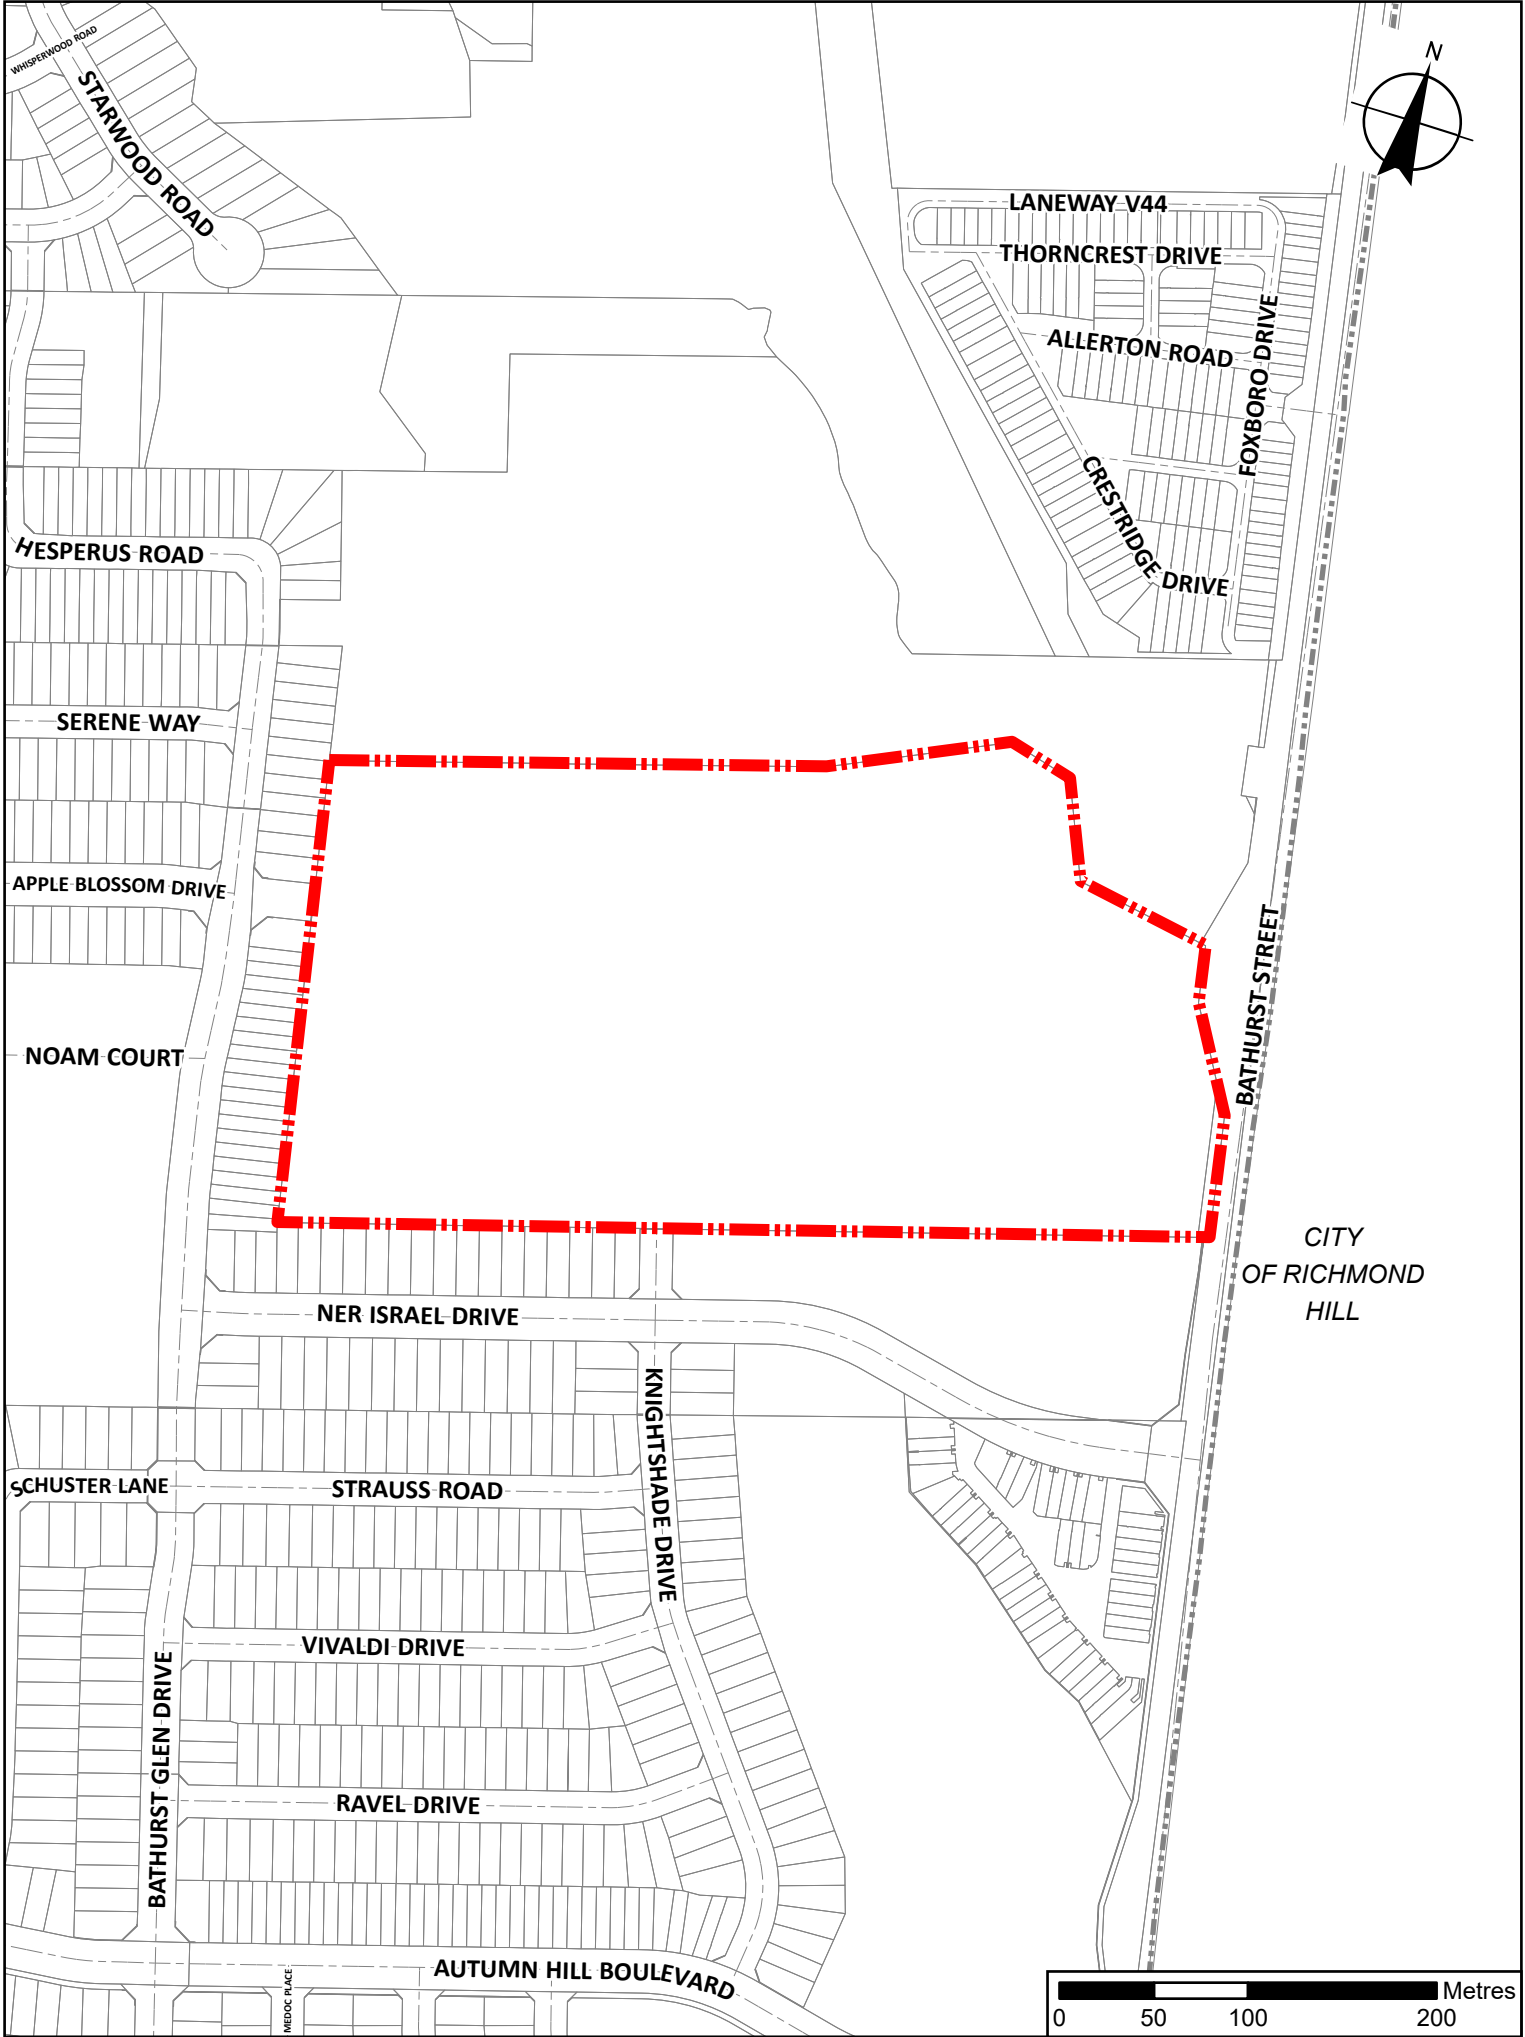 WHISPERWOOD ROAD
N
STARWOOD ROAD
LANEWAY V44
THORNCREST DRIVE
ALLERTON ROAD
FOXBORO DRIVE
CRESTRIDGE DRIVE
HESPERUS ROAD
SERENE WAY
APPLE BLOSSOM DRIVE
BATHURST STREET
NOAM COURT
CITY
OF RICHMOND
HILL
NER ISRAEL DRIVE
KNIGHTSHADE DRIVE
SCHUSTER LANE
STRAUSS ROAD
VIVALDI DRIVE
BATHURST GLEN DRIVE
RAVEL DRIVE
AUTUMN HILL BOULEVARD
MEDOC PLACE
Metres
0 50 100 200